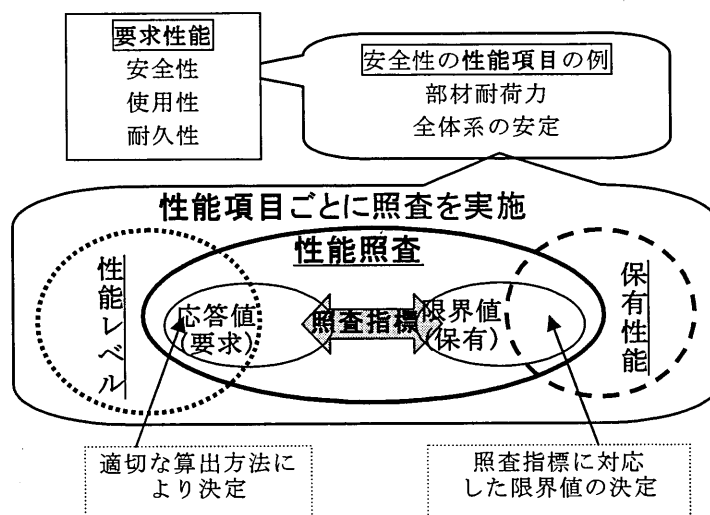 要求性能
安全性
使用性
耐久性
安全性の性能項目の例
部材耐荷力
全体系の安定
性能項目ごとに照査を実施
性能照査
性能レベル
応答値
(要求)
照査指標
限界値
(保有)
保有性能
適切な算出方法に
より決定
照査指標に対応
した限界値の決定